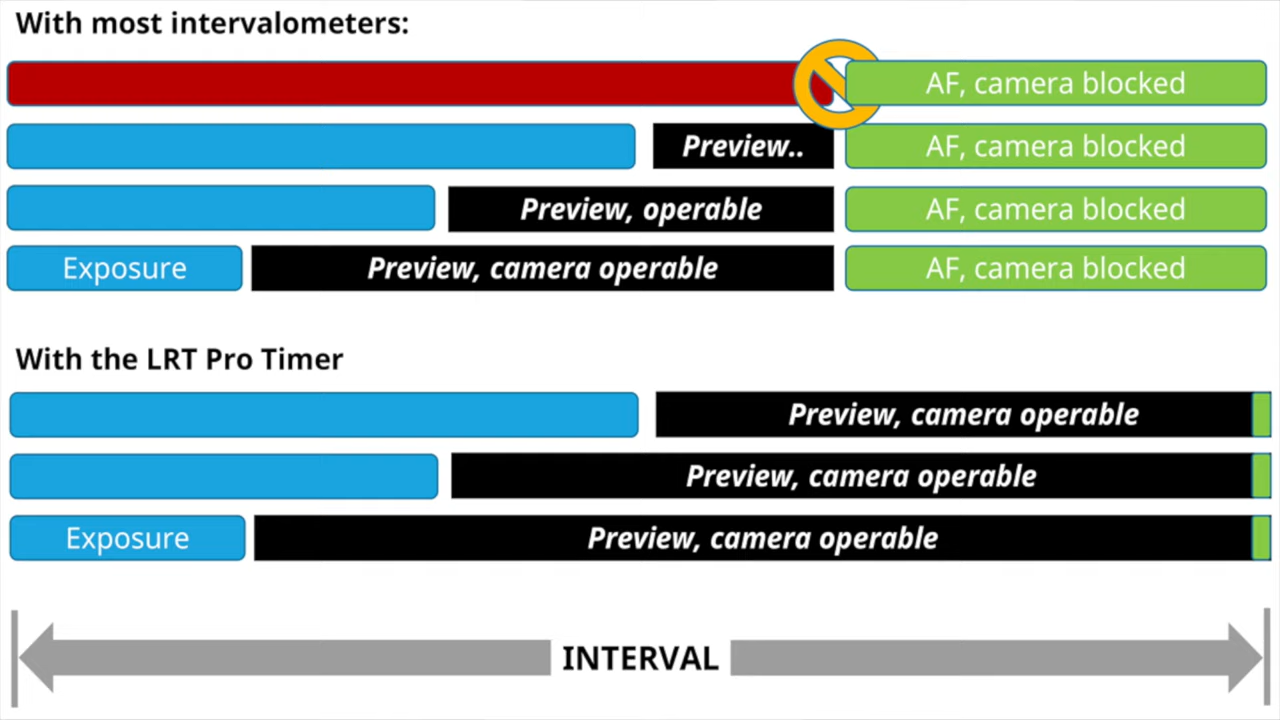 With most intervalometers:
AF, camera blocked
Preview..
AF, camera blocked
Preview, operable
AF, camera blocked
Exposure
Preview, camera operable
AF, camera blocked
With the LRT Pro Timer
Preview, camera operable
Preview, camera operable
Exposure
Preview, camera operable
INTERVAL